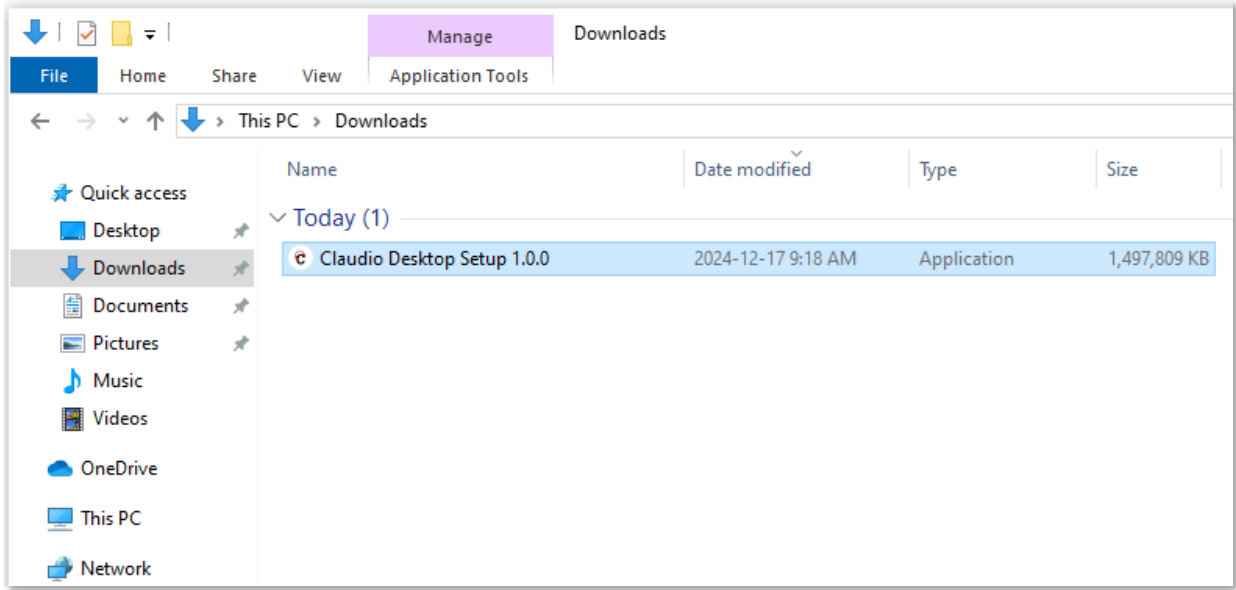 Manage
Downloads
File
Home
Share
View
Application Tools
This PC
Downloads
Name
Date modified
Type
Size
Quick access
Desktop
Downloads
Documents
Pictures
Music
Videos
OneDrive
This PC
Network
Today (1)
Claudio Desktop Setup 1.0.0
2024-12-17 9:18 AM
Application
1,497,809 KB